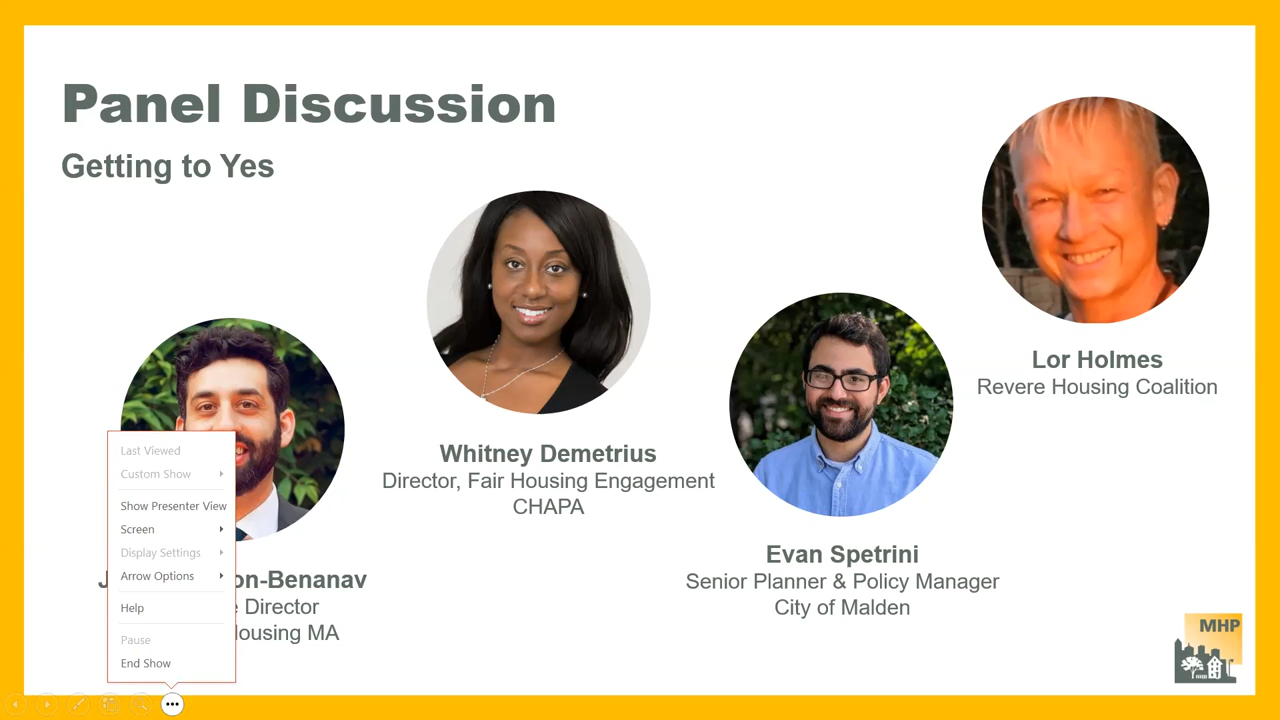 Panel Discussion
Getting to Yes
Lor Holmes
Revere Housing Coalition
Whitney Demetrius
Director, Fair Housing Engagement
CHAPA
Evan Spetrini
Senior Planner & Policy Manager
City of Malden
J on-Benanav
Director
Housing MA
Last Viewed
Custom Show
Show Presenter View
Screen
Display Settings
Arrow Options
Help
Pause
End Show
MHP